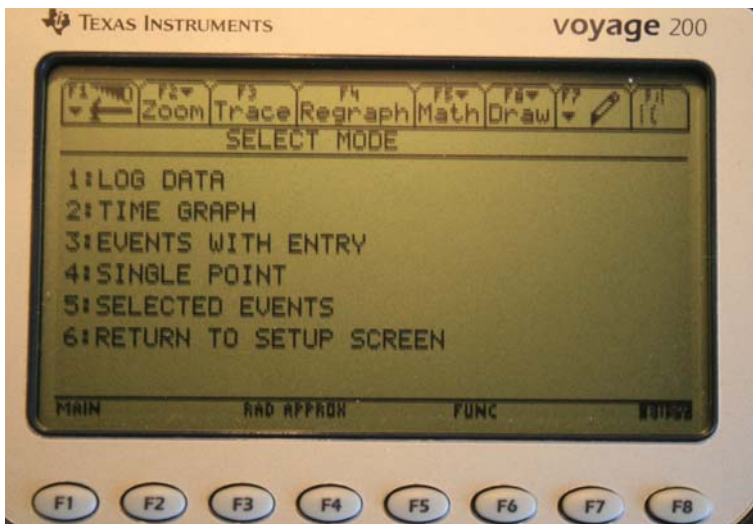 TEXAS INSTRUMENTS voyage 200
F1 F2 F3 F4 F5 F6 F7
Zoom Trace Regraph Math Draw
SELECT MODE
1:LOG DATA
2:TIME GRAPH
3:EVENTS WITH ENTRY
4:SINGLE POINT
5:SELECTED EVENTS
6:RETURN TO SETUP SCREEN
MAIN RAD APPROX FUNC
F1 F2 F3 F4 F5 F6 F7 F8